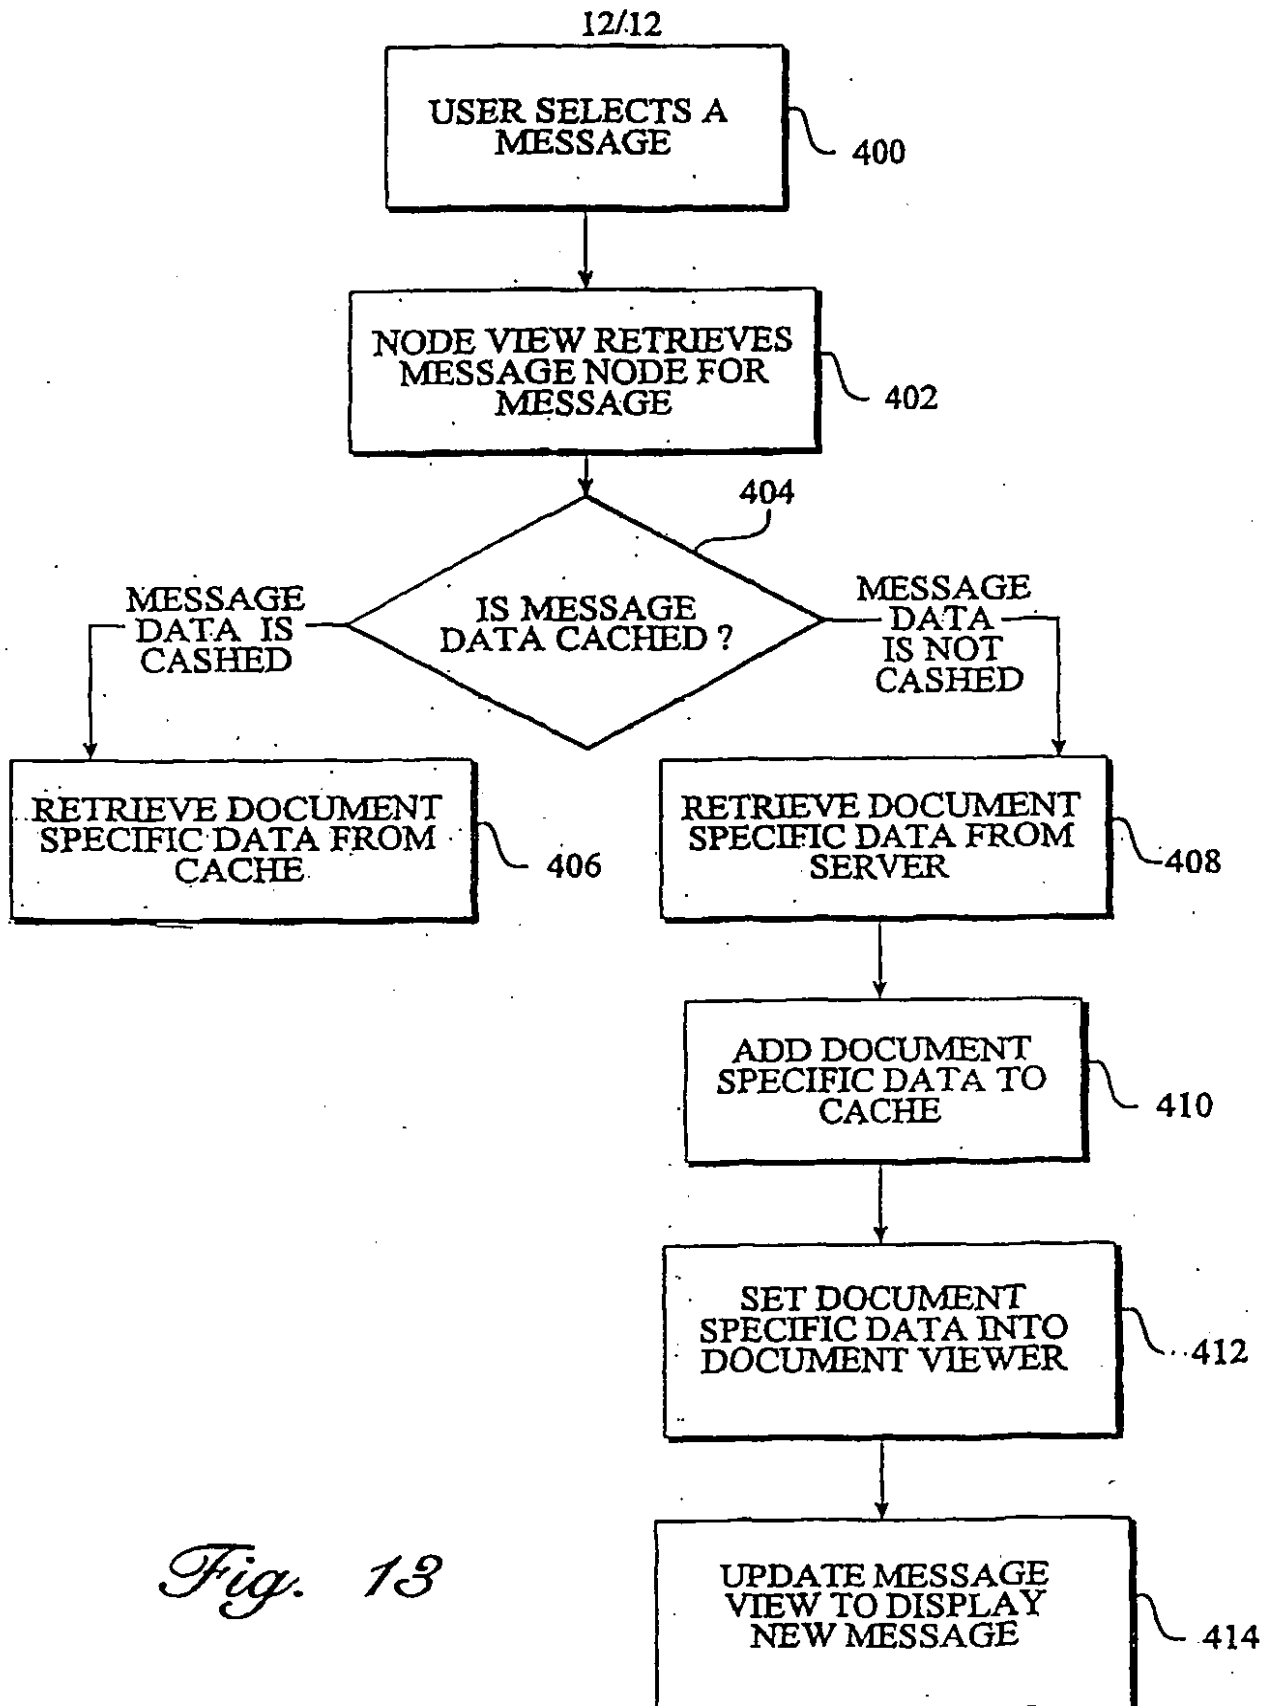 12/12
USER SELECTS A
MESSAGE
400
NODE VIEW RETRIEVES
MESSAGE NODE FOR
MESSAGE
402
404
IS MESSAGE
DATA CACHED ?
MESSAGE
DATA IS
CASHED
MESSAGE
DATA
IS NOT
CASHED
RETRIEVE DOCUMENT
SPECIFIC DATA FROM
CACHE
406
RETRIEVE DOCUMENT
SPECIFIC DATA FROM
SERVER
408
ADD DOCUMENT
SPECIFIC DATA TO
CACHE
410
SET DOCUMENT
SPECIFIC DATA INTO
DOCUMENT VIEWER
412
UPDATE MESSAGE
VIEW TO DISPLAY
NEW MESSAGE
414
Fig. 13